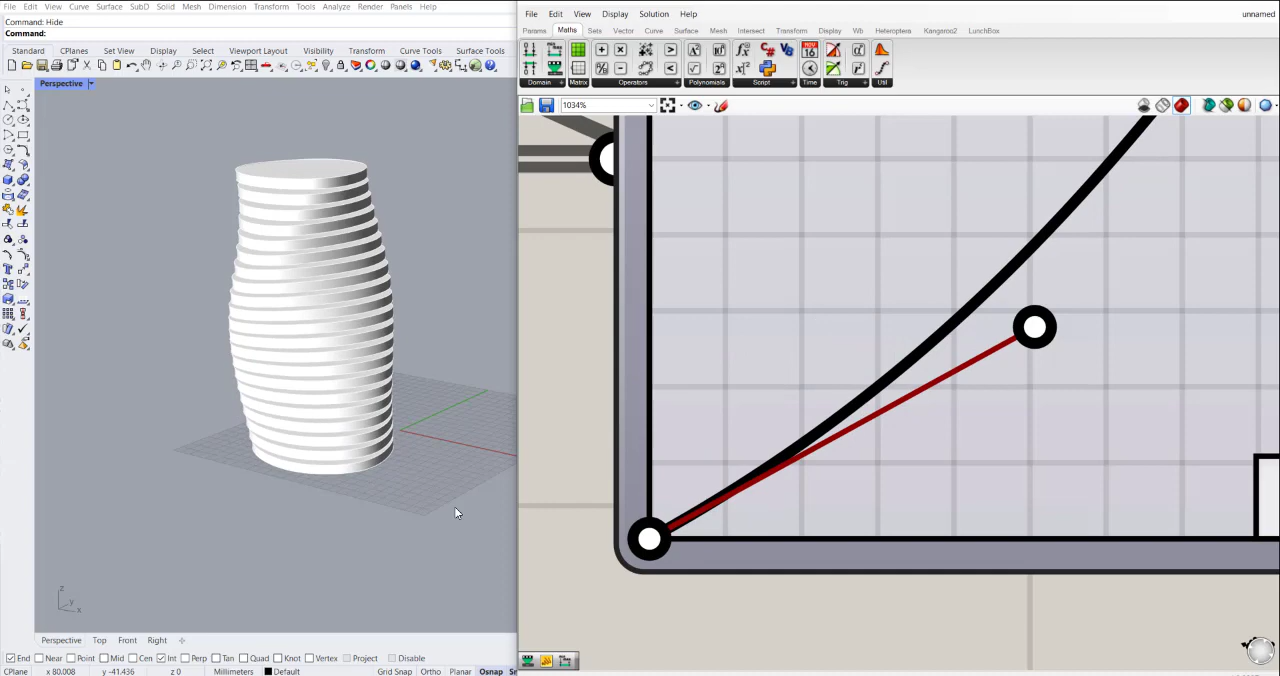 File Edit View Curve Surface SubD Solid Mesh Dimension Transform Tools Analyze Render Panels Help
Command: Hide
Command:
Standard CPlanes Set View Display Select Viewport Layout Visibility Transform Curve Tools Surface Tools
Perspective
z
y
x
Perspective Top Front Right
End Near Point Mid Cen Int Perp Tan Quad Knot Vertex Project Disable
CPlane x 80.008 y -41.436 z 0 Millimeters Default Grid Snap Ortho Planar Osnap
File Edit View Display Solution Help
unnamed
Params Maths Sets Vector Curve Surface Mesh Intersect Transform Display Wb Heteroptera Kangaroo2 LunchBox
Domain Matrix Operators Polynomials Script Time Trig Util
1034%